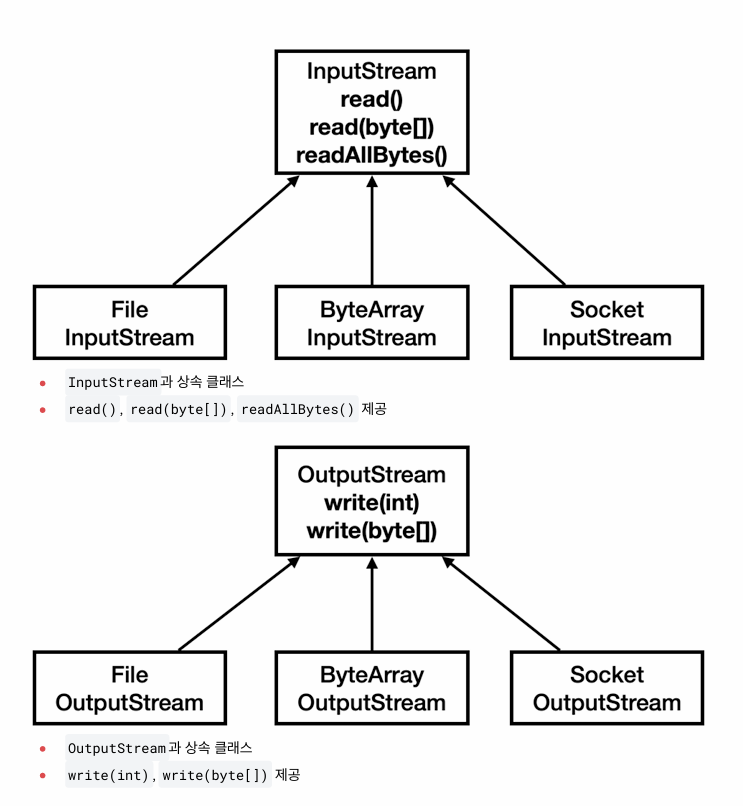 InputStream
read()
read(byte[])
readAllBytes()
File
InputStream
ByteArray
InputStream
Socket
InputStream
InputStream과 상속 클래스
read(), read(byte[]), readAllBytes() 제공
OutputStream
write(int)
write(byte[])
File
OutputStream
ByteArray
OutputStream
Socket
OutputStream
OutputStream과 상속 클래스
write(int), write(byte[]) 제공